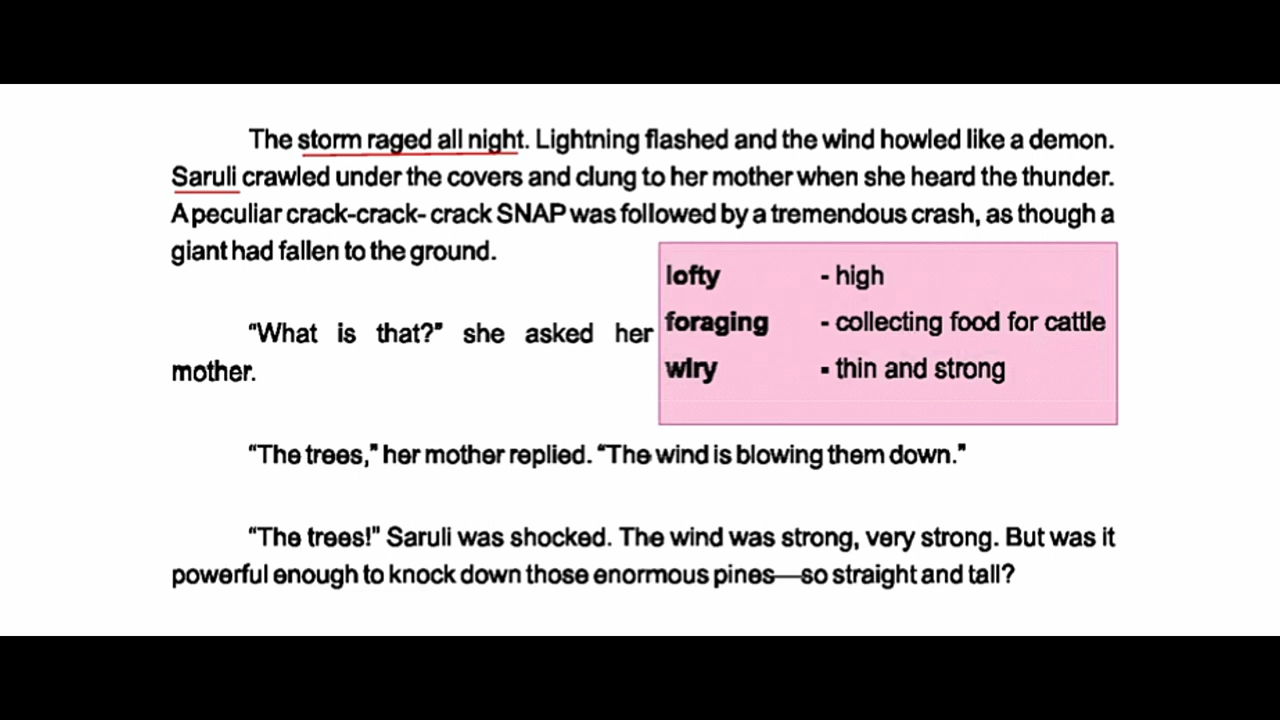 The storm raged all night. Lightning flashed and the wind howled like a demon.
Saruli crawled under the covers and clung to her mother when she heard the thunder.
A peculiar crack-crack- crack SNAP was followed by a tremendous crash, as though a
giant had fallen to the ground.
lofty - high
foraging - collecting food for cattle
wiry - thin and strong
"What is that?" she asked her
mother.
"The trees," her mother replied. "The wind is blowing them down."
"The trees!" Saruli was shocked. The wind was strong, very strong. But was it
powerful enough to knock down those enormous pines—so straight and tall?